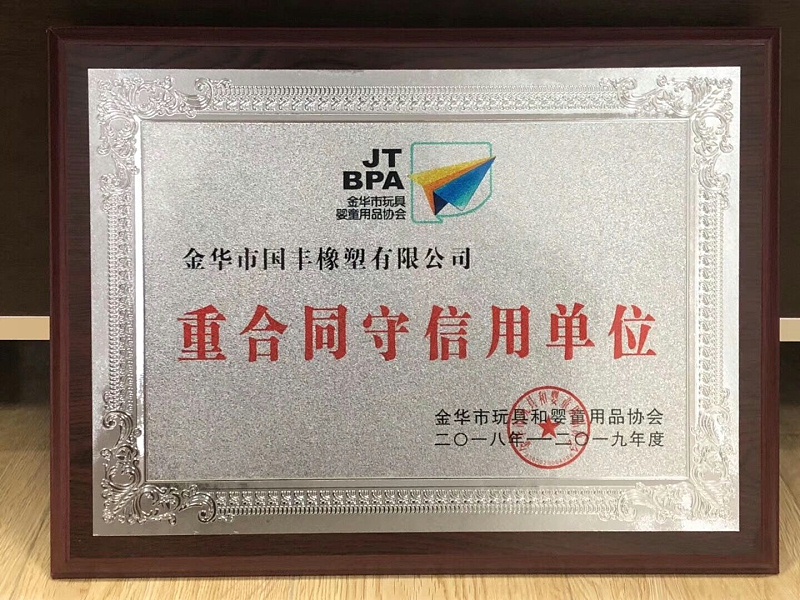 JT
BPA
金华市玩具
婴童用品协会
金华市国丰橡塑有限公司
重合同守信用单位
金华市玩具和婴童用品协会
二〇一八年—二〇一九年度